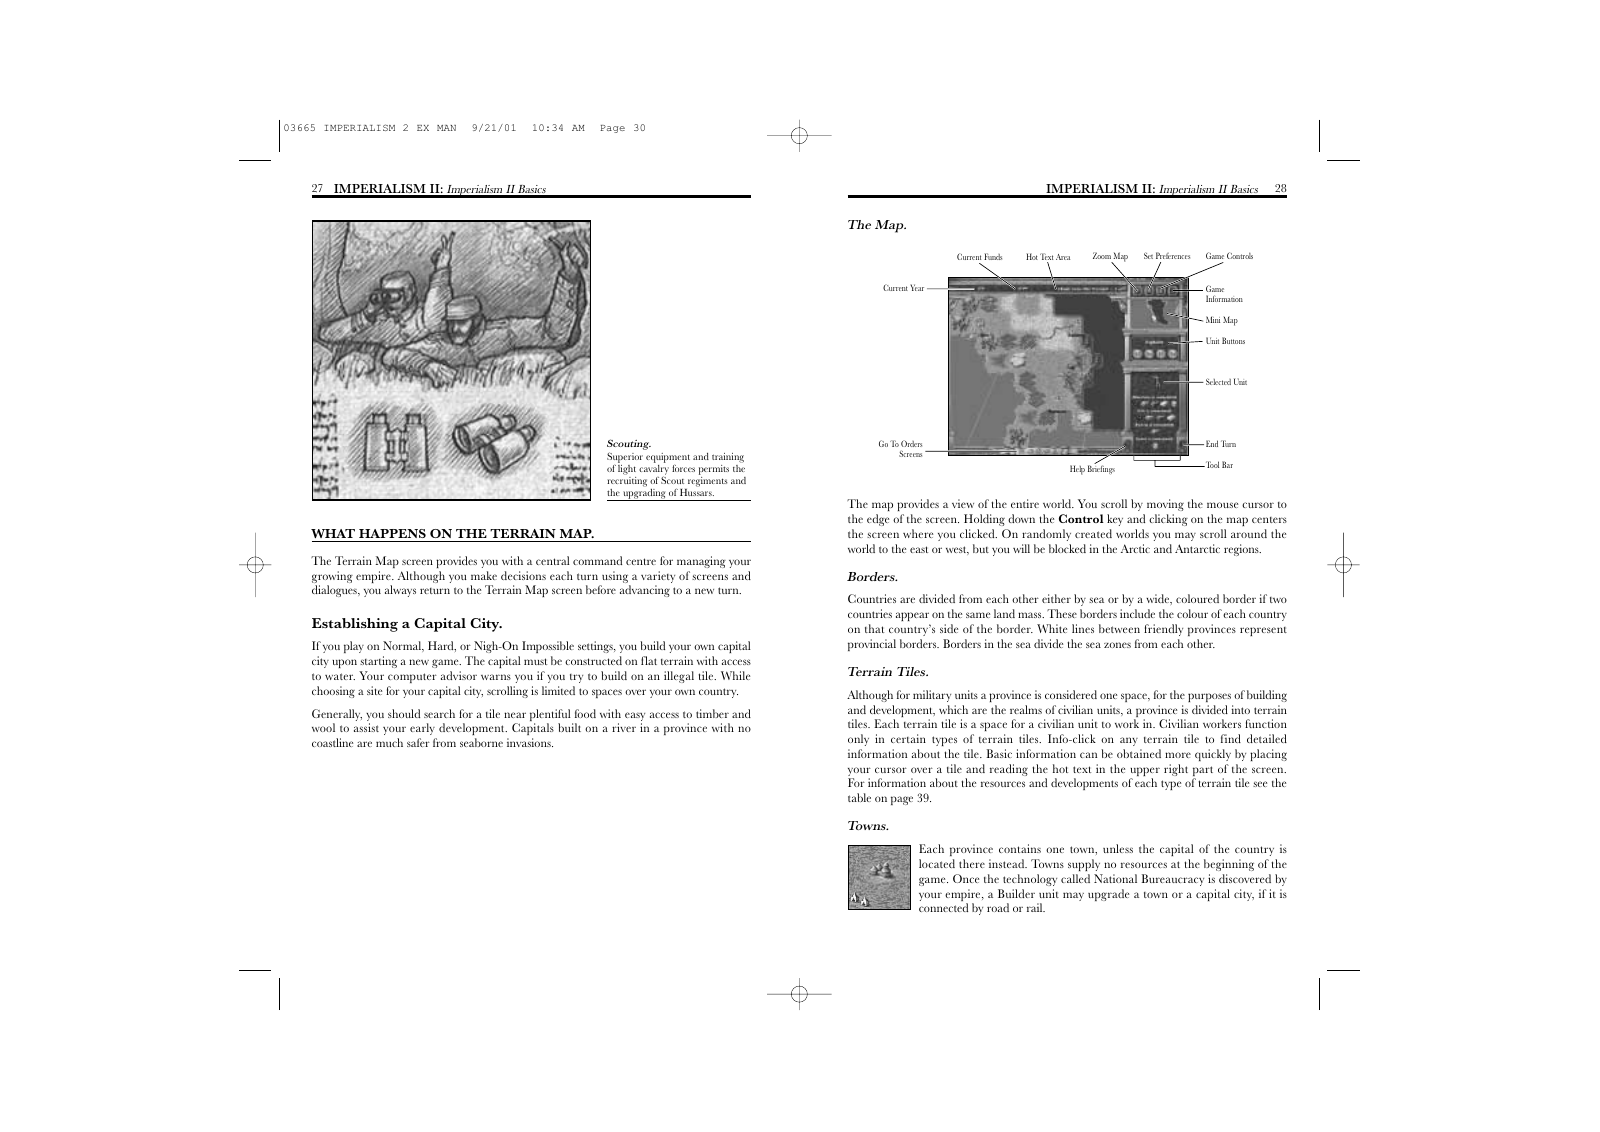 03665 IMPERIALISM 2 EX MAN 9/21/01 10:34 AM Page 30
27 IMPERIALISM II: Imperialism II Basics
Scouting.
Superior equipment and training
of light cavalry forces permits the
recruiting of Scout regiments and
the upgrading of Hussars.
WHAT HAPPENS ON THE TERRAIN MAP.
The Terrain Map screen provides you with a central command centre for managing your
growing empire. Although you make decisions each turn using a variety of screens and
dialogues, you always return to the Terrain Map screen before advancing to a new turn.
Establishing a Capital City.
If you play on Normal, Hard, or Nigh-On Impossible settings, you build your own capital
city upon starting a new game. The capital must be constructed on flat terrain with access
to water. Your computer advisor warns you if you try to build on an illegal tile. While
choosing a site for your capital city, scrolling is limited to spaces over your own country.
Generally, you should search for a tile near plentiful food with easy access to timber and
wool to assist your early development. Capitals built on a river in a province with no
coastline are much safer from seaborne invasions.
IMPERIALISM II: Imperialism II Basics 28
The Map.
Current Funds
Hot Text Area
Zoom Map
Set Preferences
Game Controls
Current Year
Game
Information
Mini Map
Unit Buttons
Selected Unit
Go To Orders
Screens
End Turn
Help Briefings
Tool Bar
The map provides a view of the entire world. You scroll by moving the mouse cursor to
the edge of the screen. Holding down the Control key and clicking on the map centers
the screen where you clicked. On randomly created worlds you may scroll around the
world to the east or west, but you will be blocked in the Arctic and Antarctic regions.
Borders.
Countries are divided from each other either by sea or by a wide, coloured border if two
countries appear on the same land mass. These borders include the colour of each country
on that country's side of the border. White lines between friendly provinces represent
provincial borders. Borders in the sea divide the sea zones from each other.
Terrain Tiles.
Although for military units a province is considered one space, for the purposes of building
and development, which are the realms of civilian units, a province is divided into terrain
tiles. Each terrain tile is a space for a civilian unit to work in. Civilian workers function
only in certain types of terrain tiles. Info-click on any terrain tile to find detailed
information about the tile. Basic information can be obtained more quickly by placing
your cursor over a tile and reading the hot text in the upper right part of the screen.
For information about the resources and developments of each type of terrain tile see the
table on page 39.
Towns.
Each province contains one town, unless the capital of the country is
located there instead. Towns supply no resources at the beginning of the
game. Once the technology called National Bureaucracy is discovered by
your empire, a Builder unit may upgrade a town or a capital city, if it is
connected by road or rail.